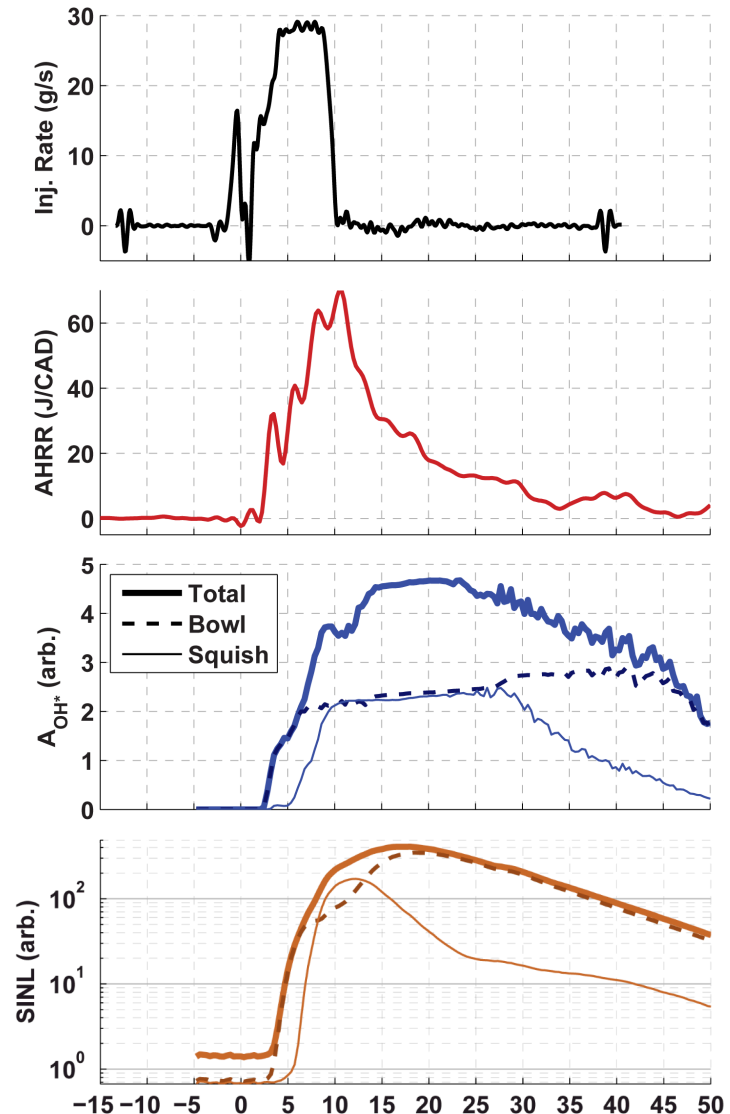 Inj. Rate (g/s)
30
20
10
0
AHRR (J/CAD)
60
40
20
0
A_OH* (arb.)
5
4
3
2
1
0
Total
Bowl
Squish
SINL (arb.)
10^2
10^1
10^0
−15 −10 −5 0 5 10 15 20 25 30 35 40 45 50